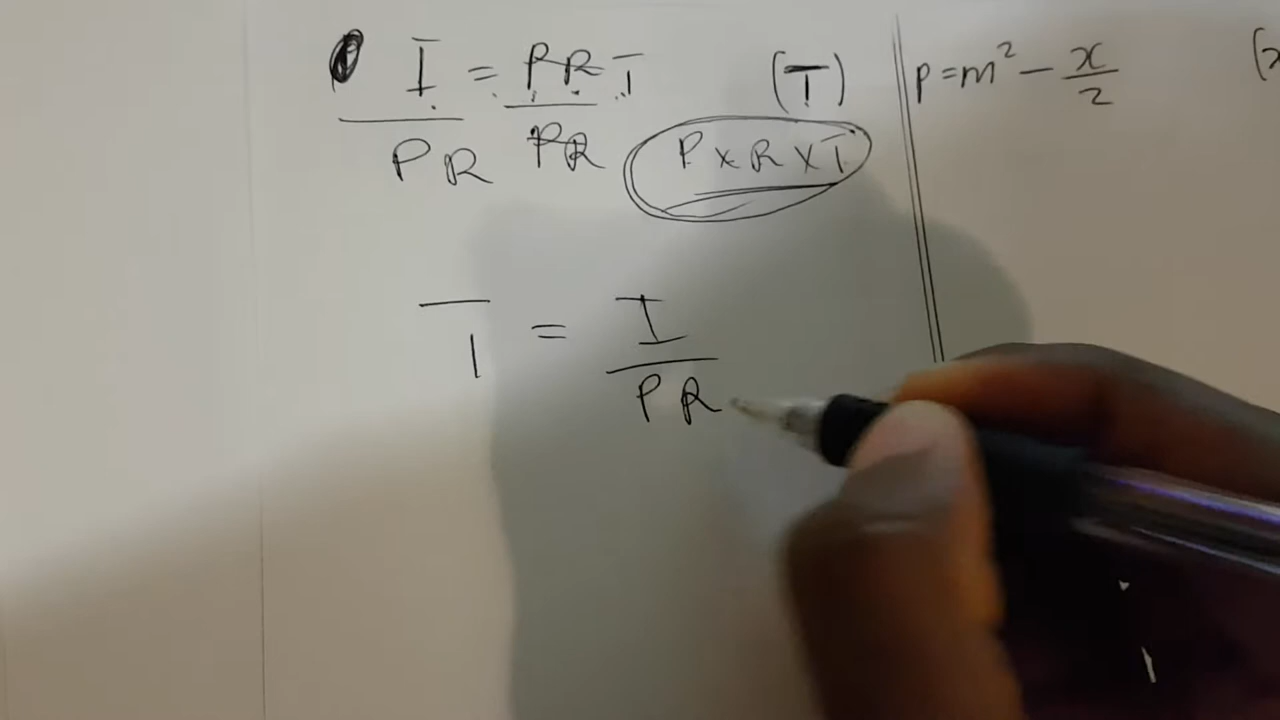 I = PRT (T)
PR PR P x R x T
T = I
PR
p = m² - x
2
(x